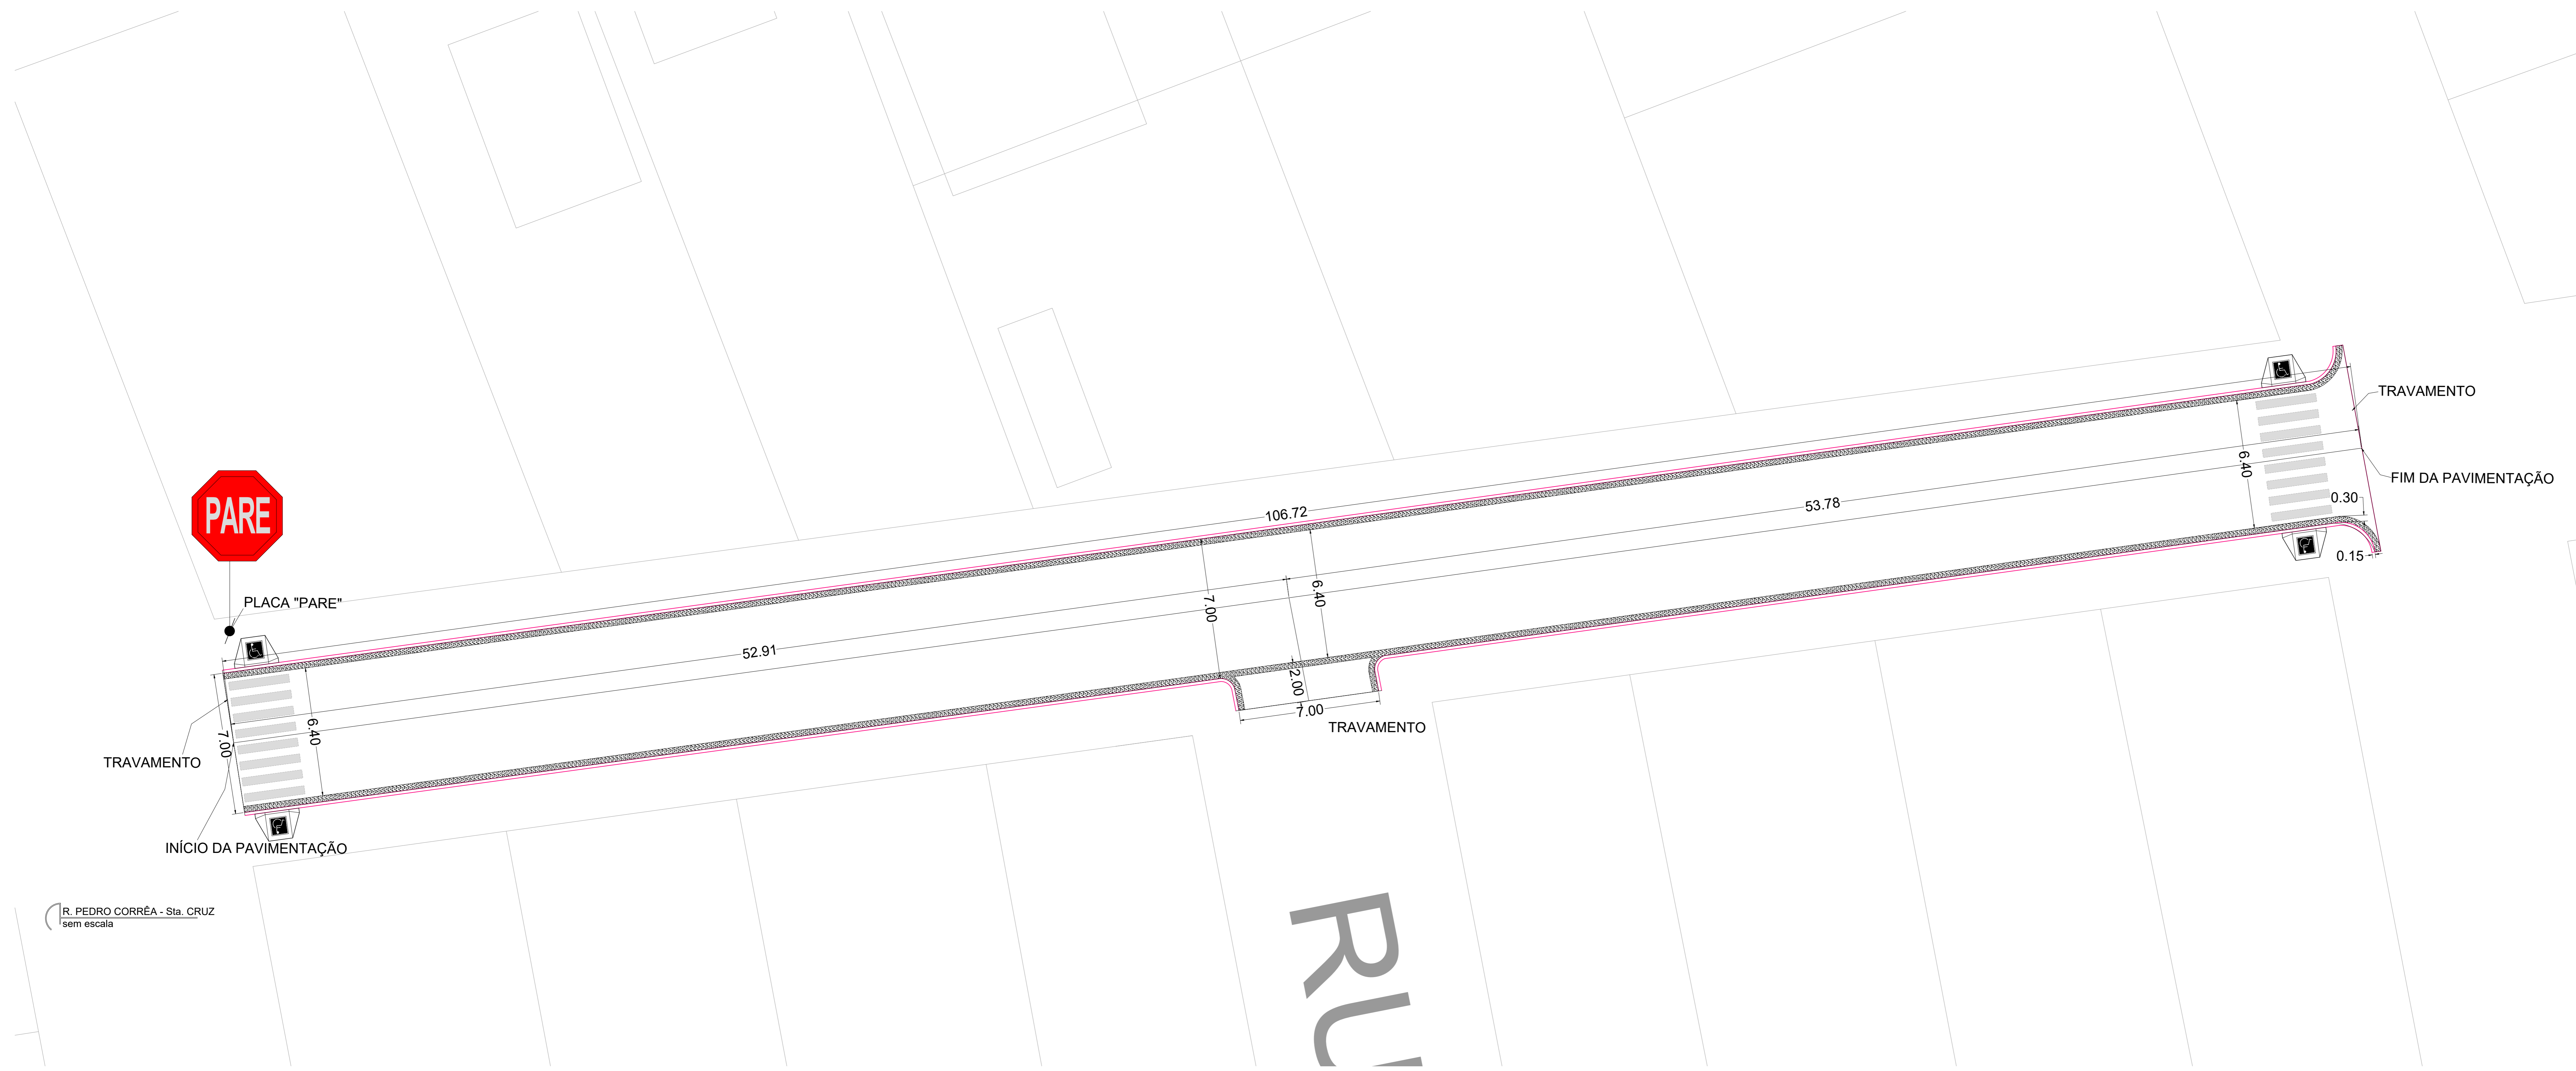 PARE
PLACA "PARE"
TRAVAMENTO
FIM DA PAVIMENTAÇÃO
0.30
0.15
6.40
106.72
53.78
7.00
6.40
52.91
2.00
7.00
TRAVAMENTO
6.40
7.00
TRAVAMENTO
INÍCIO DA PAVIMENTAÇÃO
R. PEDRO CORRÊA - Sta. CRUZ
sem escala
RU